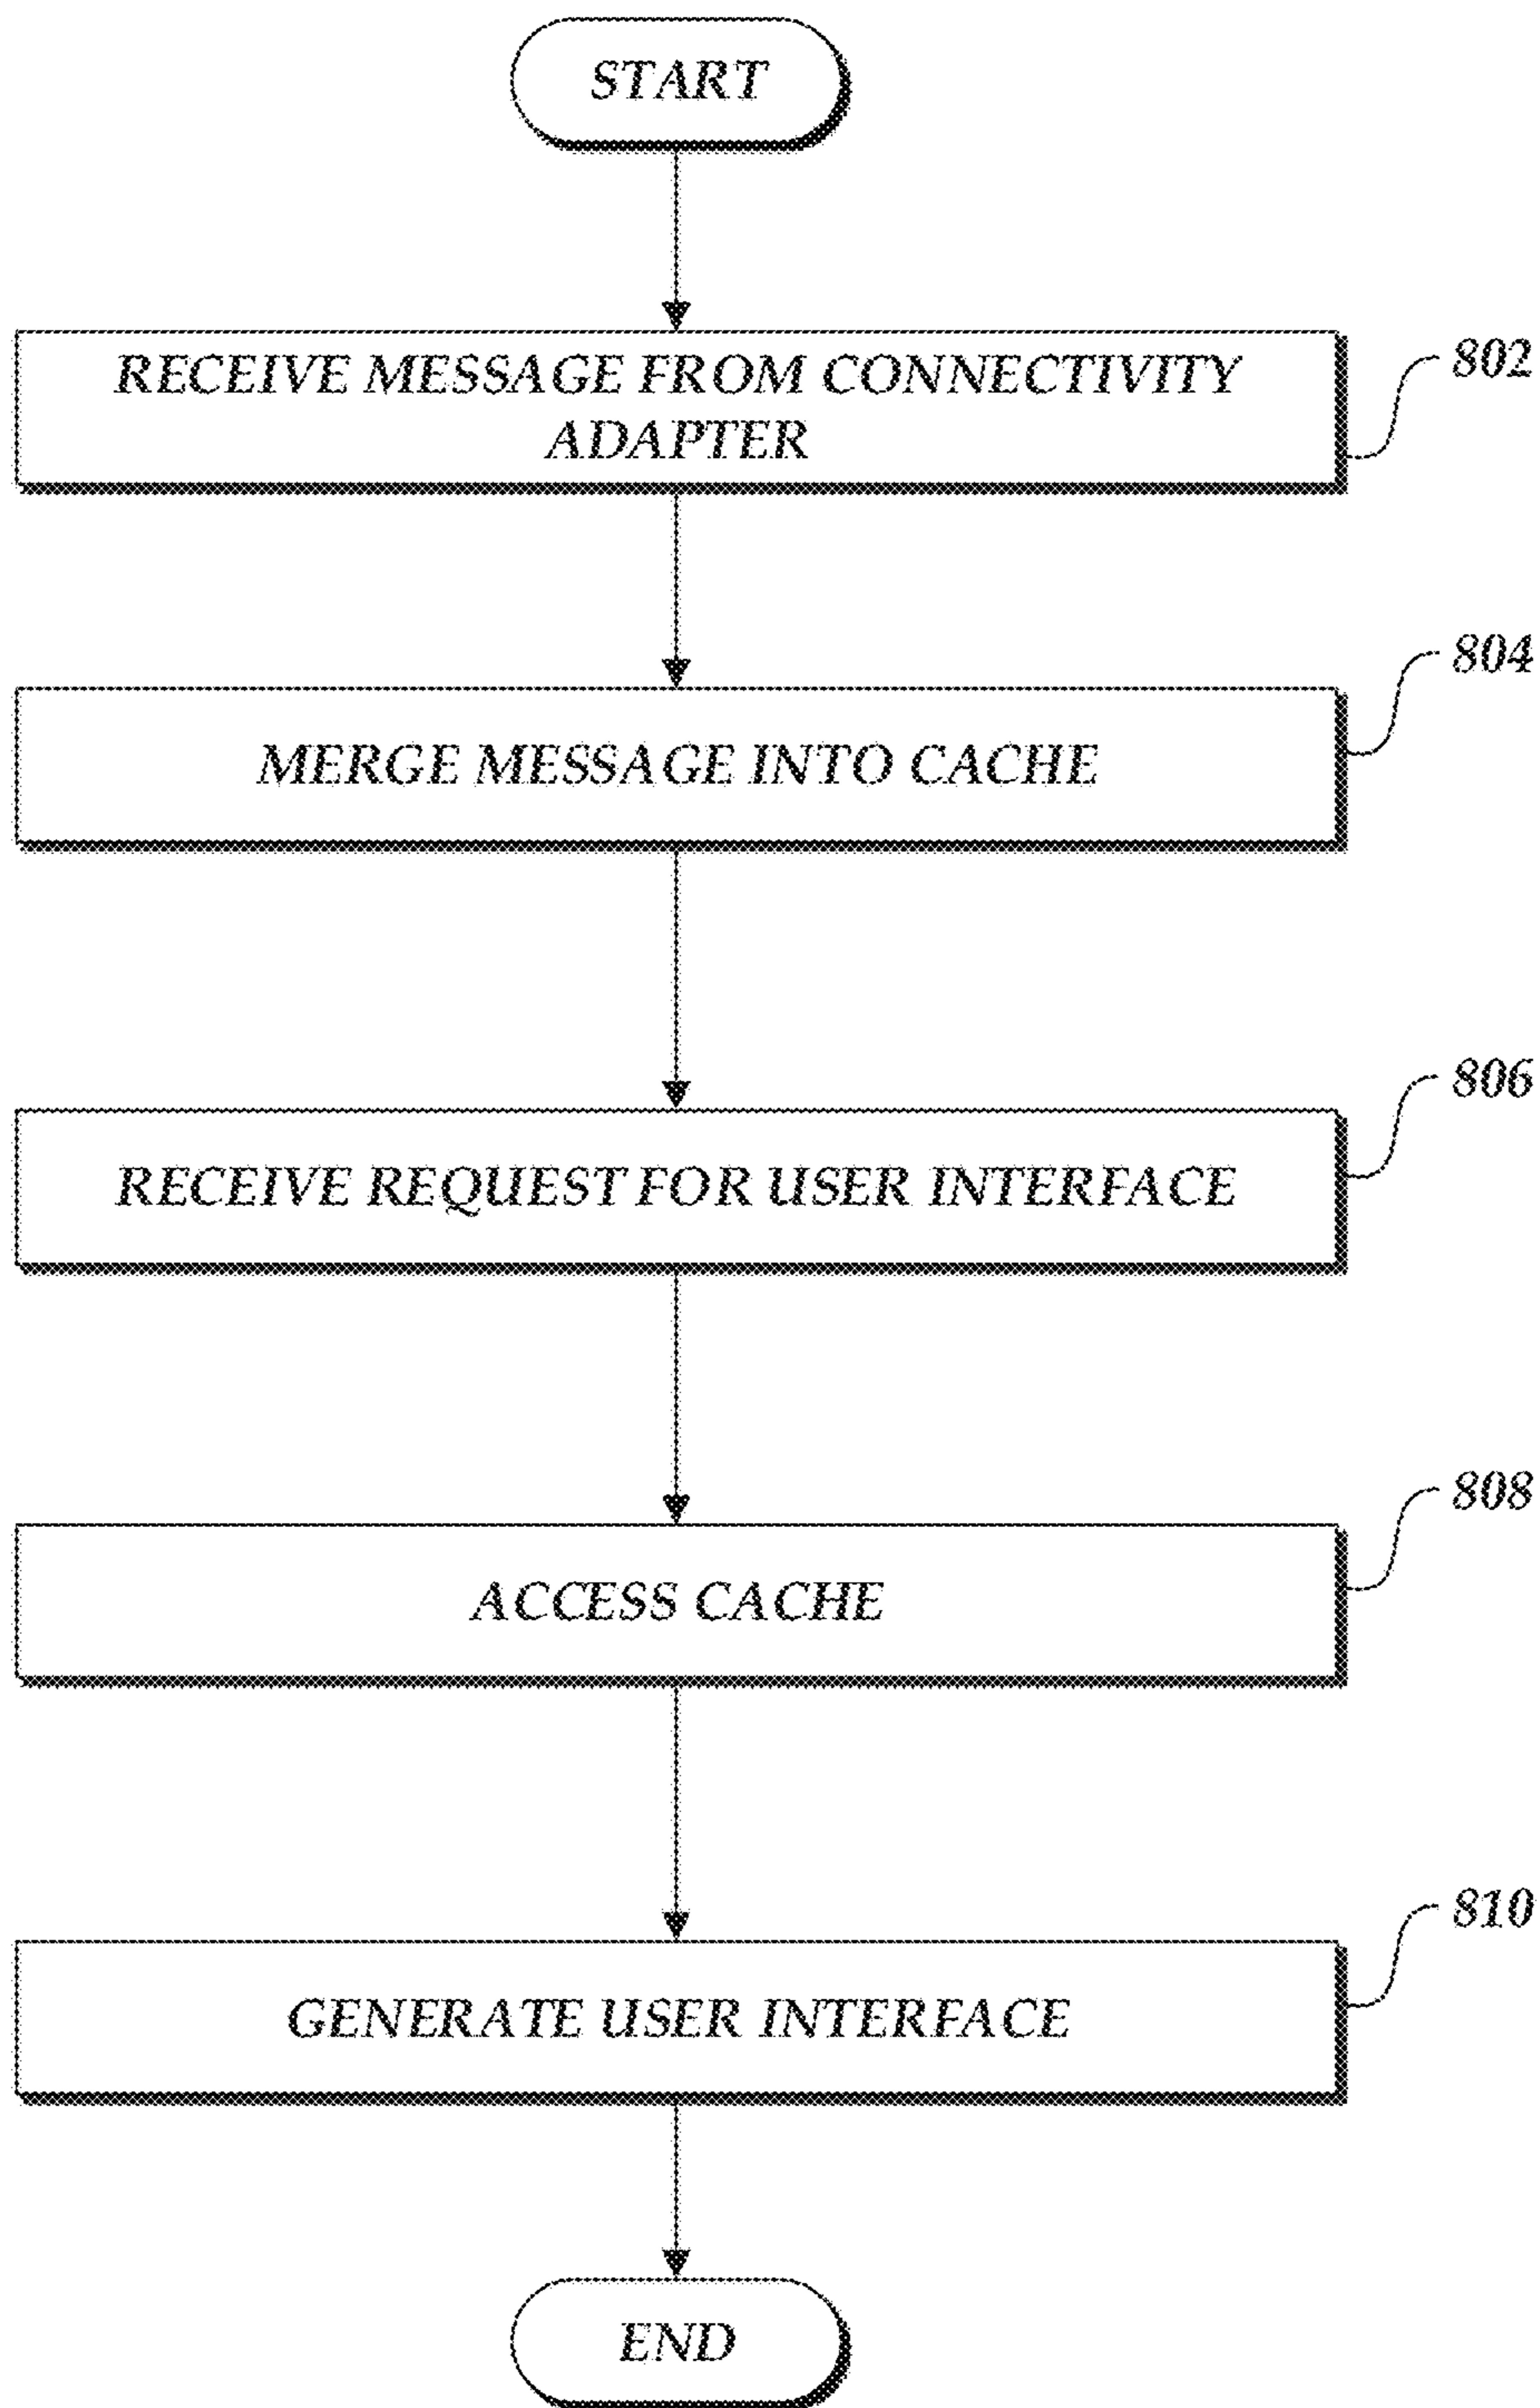 START
RECEIVE MESSAGE FROM CONNECTIVITY
ADAPTER
802
MERGE MESSAGE INTO CACHE
804
RECEIVE REQUEST FOR USER INTERFACE
806
ACCESS CACHE
808
GENERATE USER INTERFACE
810
END